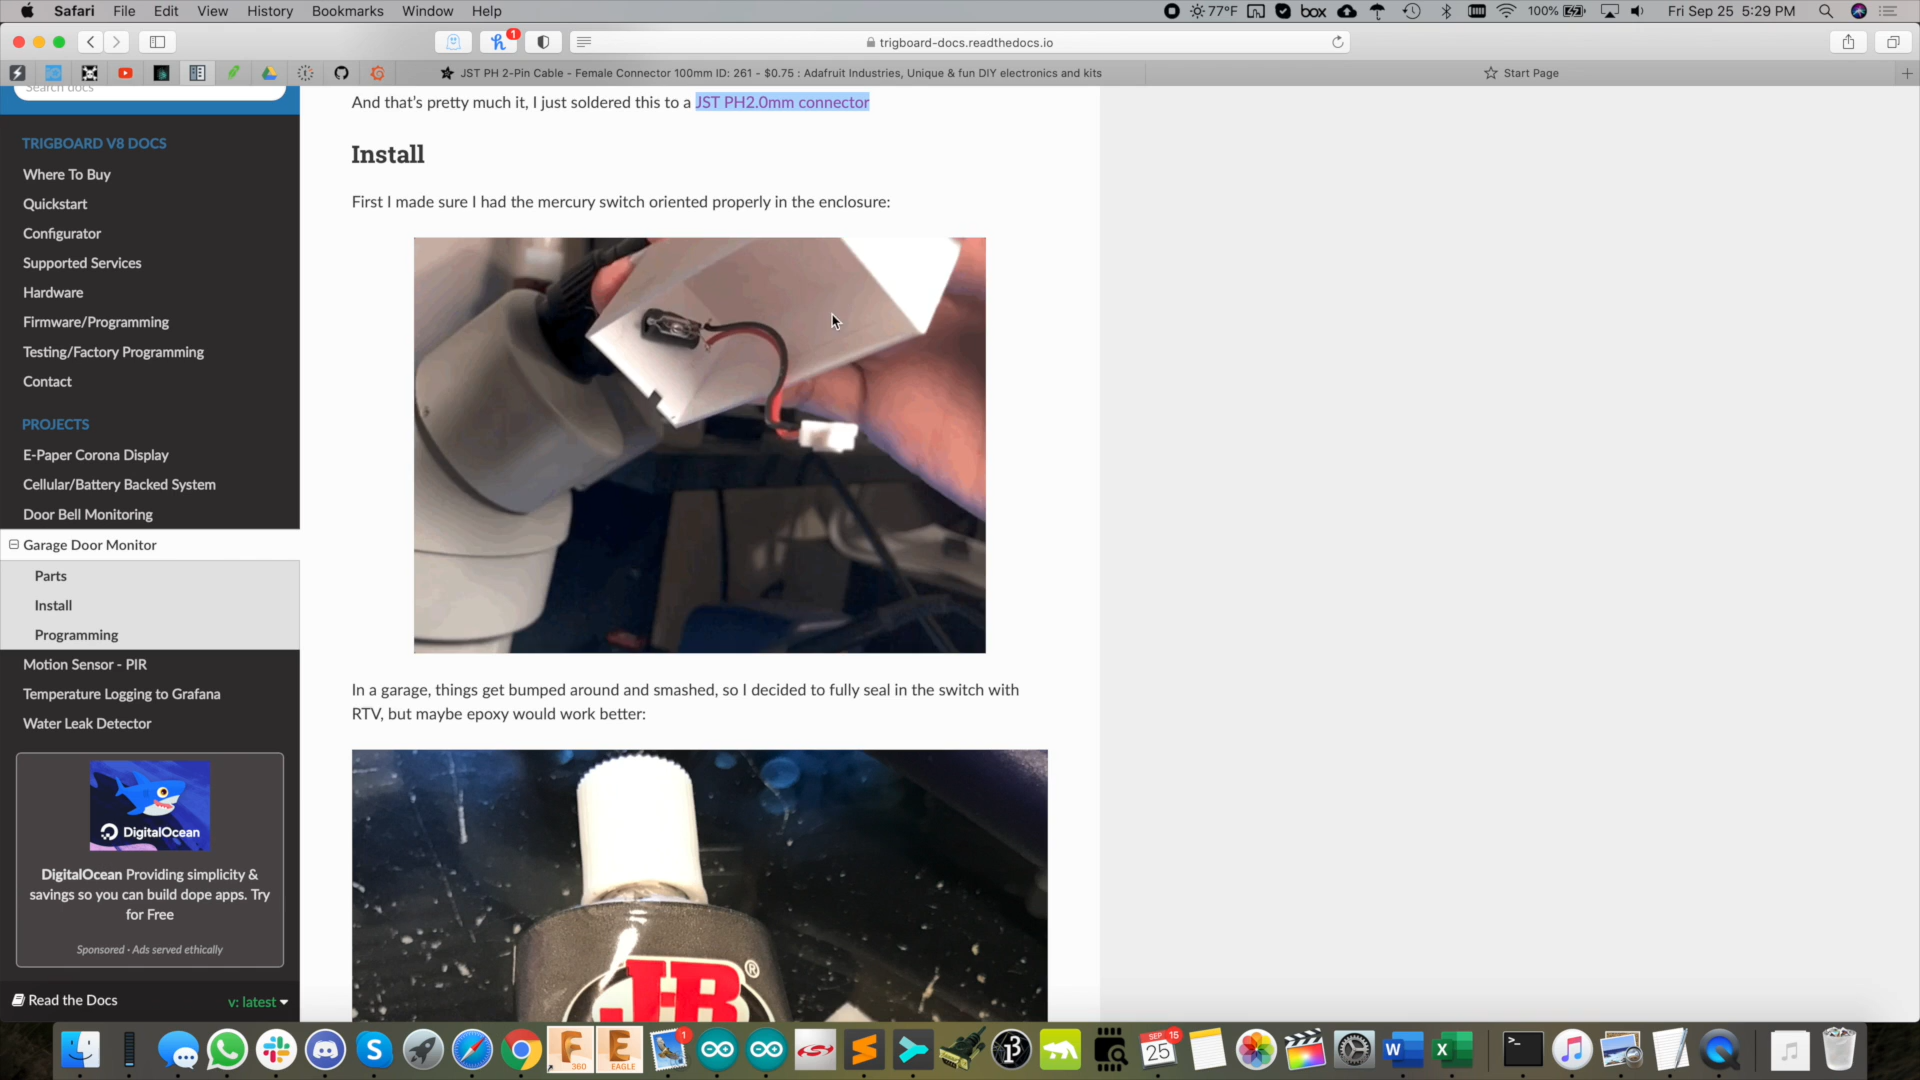 Safari File Edit View History Bookmarks Window Help
77°F box 100% Fri Sep 25 5:29 PM
1
trigboard-docs.readthedocs.io
JST PH 2-Pin Cable - Female Connector 100mm ID: 261 - $0.75 : Adafruit Industries, Unique & fun DIY electronics and kits
Start Page
Search docs
TRIGBOARD V8 DOCS
Where To Buy
Quickstart
Configurator
Supported Services
Hardware
Firmware/Programming
Testing/Factory Programming
Contact
PROJECTS
E-Paper Corona Display
Cellular/Battery Backed System
Door Bell Monitoring
Garage Door Monitor
Parts
Install
Programming
Motion Sensor - PIR
Temperature Logging to Grafana
Water Leak Detector
DigitalOcean
DigitalOcean Providing simplicity &
savings so you can build dope apps. Try
for Free
Sponsored · Ads served ethically
Read the Docs
v: latest
And that's pretty much it, I just soldered this to a JST PH2.0mm connector
Install
First I made sure I had the mercury switch oriented properly in the enclosure:
In a garage, things get bumped around and smashed, so I decided to fully seal in the switch with
RTV, but maybe epoxy would work better:
J-B
®
F
360
E
EAGLE
1
SEP
25
W
X